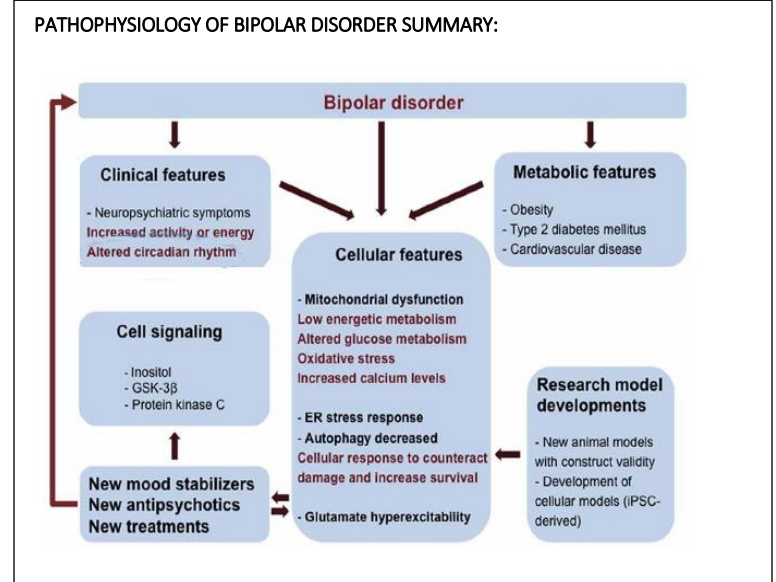 PATHOPHYSIOLOGY OF BIPOLAR DISORDER SUMMARY:
Bipolar disorder
Clinical features
- Neuropsychiatric symptoms
Increased activity or energy
Altered circadian rhythm
Metabolic features
- Obesity
- Type 2 diabetes mellitus
- Cardiovascular disease
Cellular features
- Mitochondrial dysfunction
Low energetic metabolism
Altered glucose metabolism
Oxidative stress
Increased calcium levels
- ER stress response
- Autophagy decreased
Cellular response to counteract
damage and increase survival
- Glutamate hyperexcitability
Cell signaling
- Inositol
- GSK-3β
- Protein kinase C
Research model
developments
- New animal models
with construct validity
- Development of
cellular models (iPSC-
derived)
New mood stabilizers
New antipsychotics
New treatments